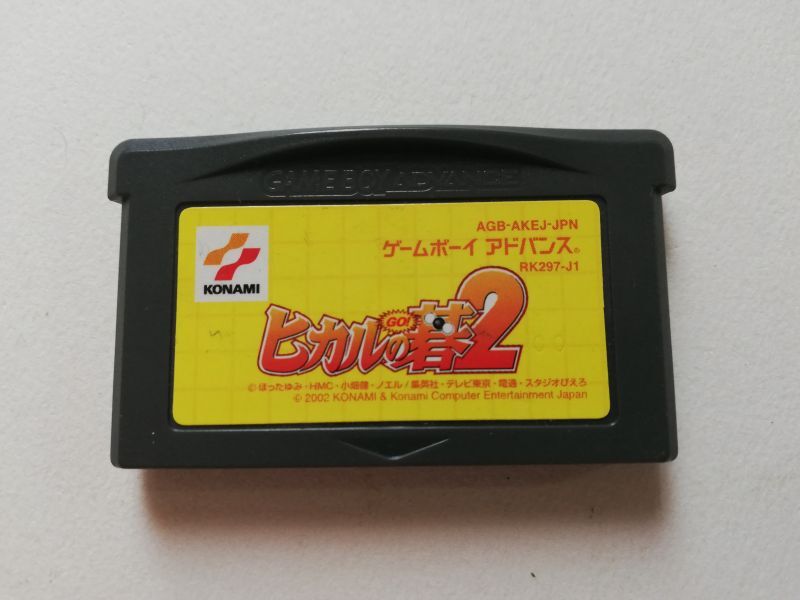 GAME BOY ADVANCE
AGB-AKEJ-JPN
ゲームボーイ アドバンス®
RK297-J1
KONAMI
GO!
ヒカルの碁2
00
© ほったゆみ・HMC・小畑健・ノエル/集英社・テレビ東京・電通・スタジオぴえろ
© 2002 KONAMI & Konami Computer Entertainment Japan